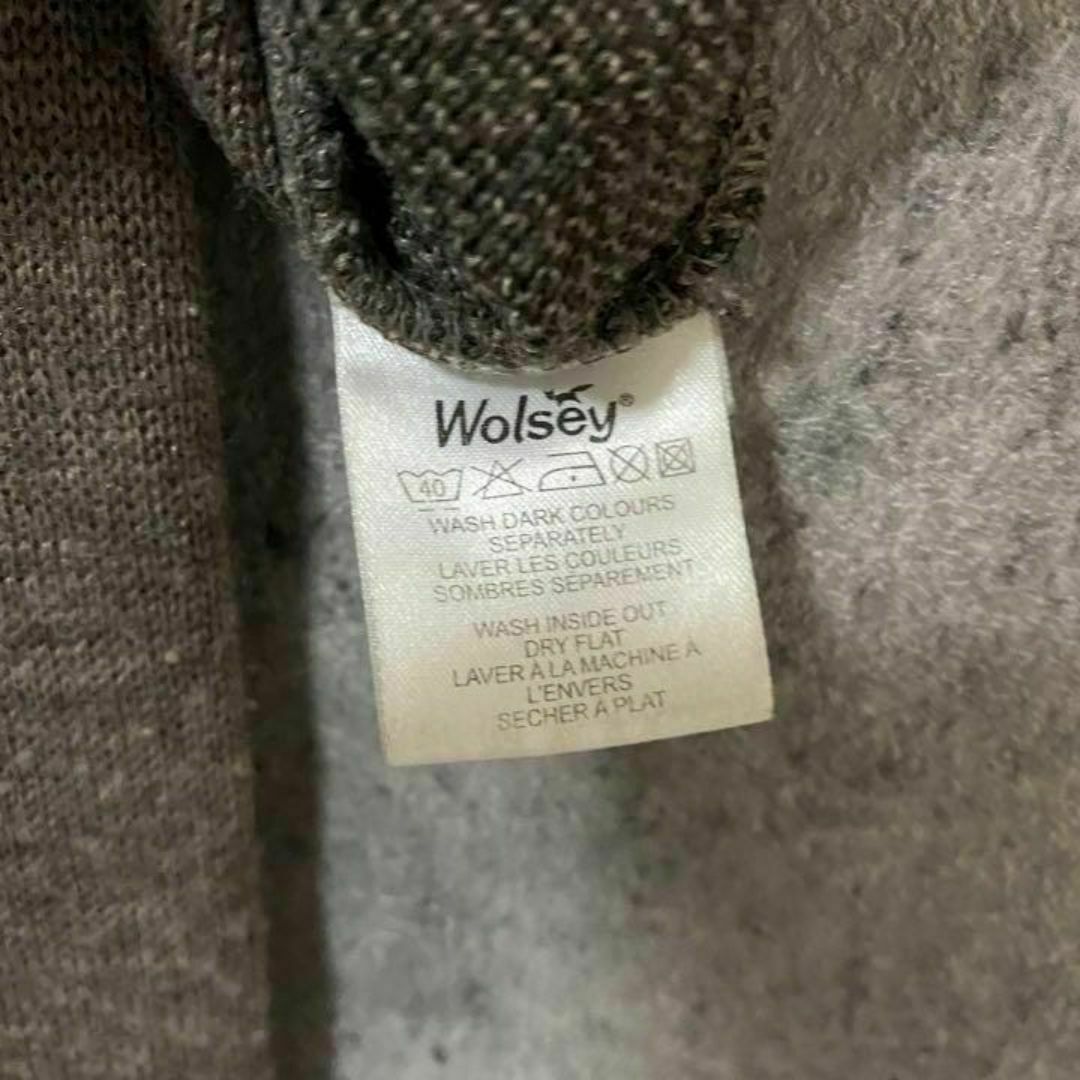 Wolsey®
40
WASH DARK COLOURS
SEPARATELY
LAVER LES COULEURS
SOMBRES SEPAREMENT
WASH INSIDE OUT
DRY FLAT
LAVER À LA MACHINE À
L'ENVERS
SECHER A PLAT